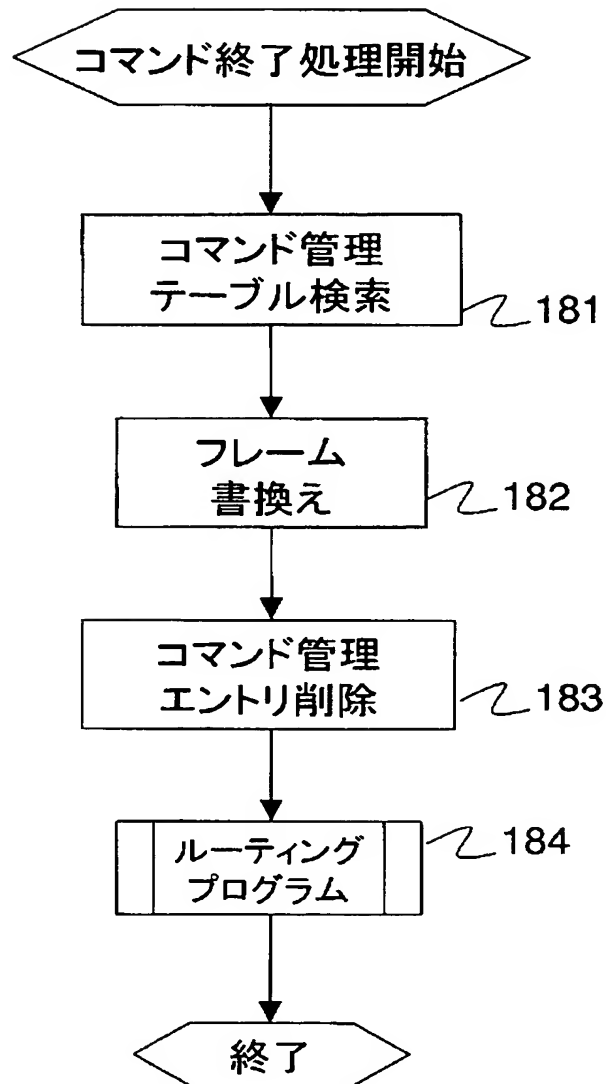 コマンド終了処理開始
コマンド管理
テーブル検索
181
フレーム
書換え
182
コマンド管理
エントリ削除
183
ルーティング
プログラム
184
終了